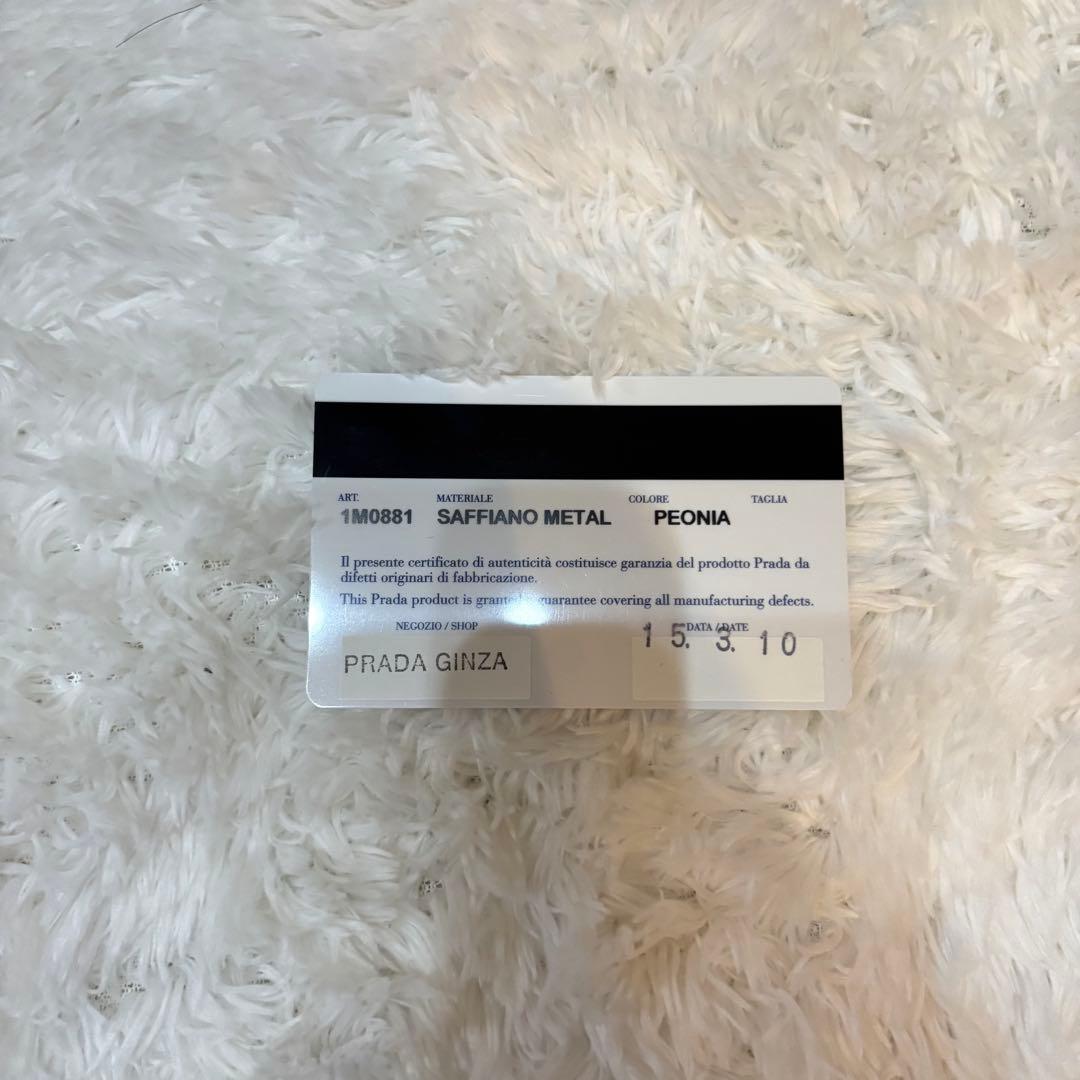 ART. MATERIALE COLORE TAGLIA
1M0881 SAFFIANO METAL PEONIA
Il presente certificato di autenticità costituisce garanzia del prodotto Prada da
difetti originari di fabbricazione.
This Prada product is granted guarantee covering all manufacturing defects.
NEGOZIO / SHOP DATA / DATE
PRADA GINZA 15. 3. 10